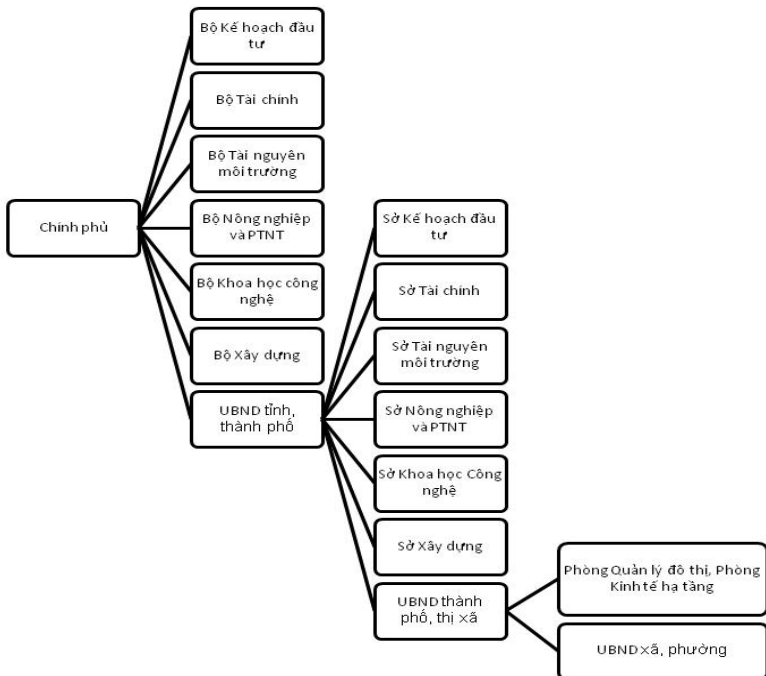 Chính phủ
Bộ Kế hoạch đầu
tư
Bộ Tài chính
Bộ Tài nguyên
môi trường
Bộ Nông nghiệp
và PTNT
Bộ Khoa học công
nghệ
Bộ Xây dựng
UBND tỉnh,
thành phố
Sở Kế hoạch đầu
tư
Sở Tài chính
Sở Tài nguyên
môi trường
Sở Nông nghiệp
và PTNT
Sở Khoa học Công
nghệ
Sở Xây dựng
UBND thành
phố, thị xã
Phòng Quản lý đô thị, Phòng
Kinh tế hạ tầng
UBND xã, phường